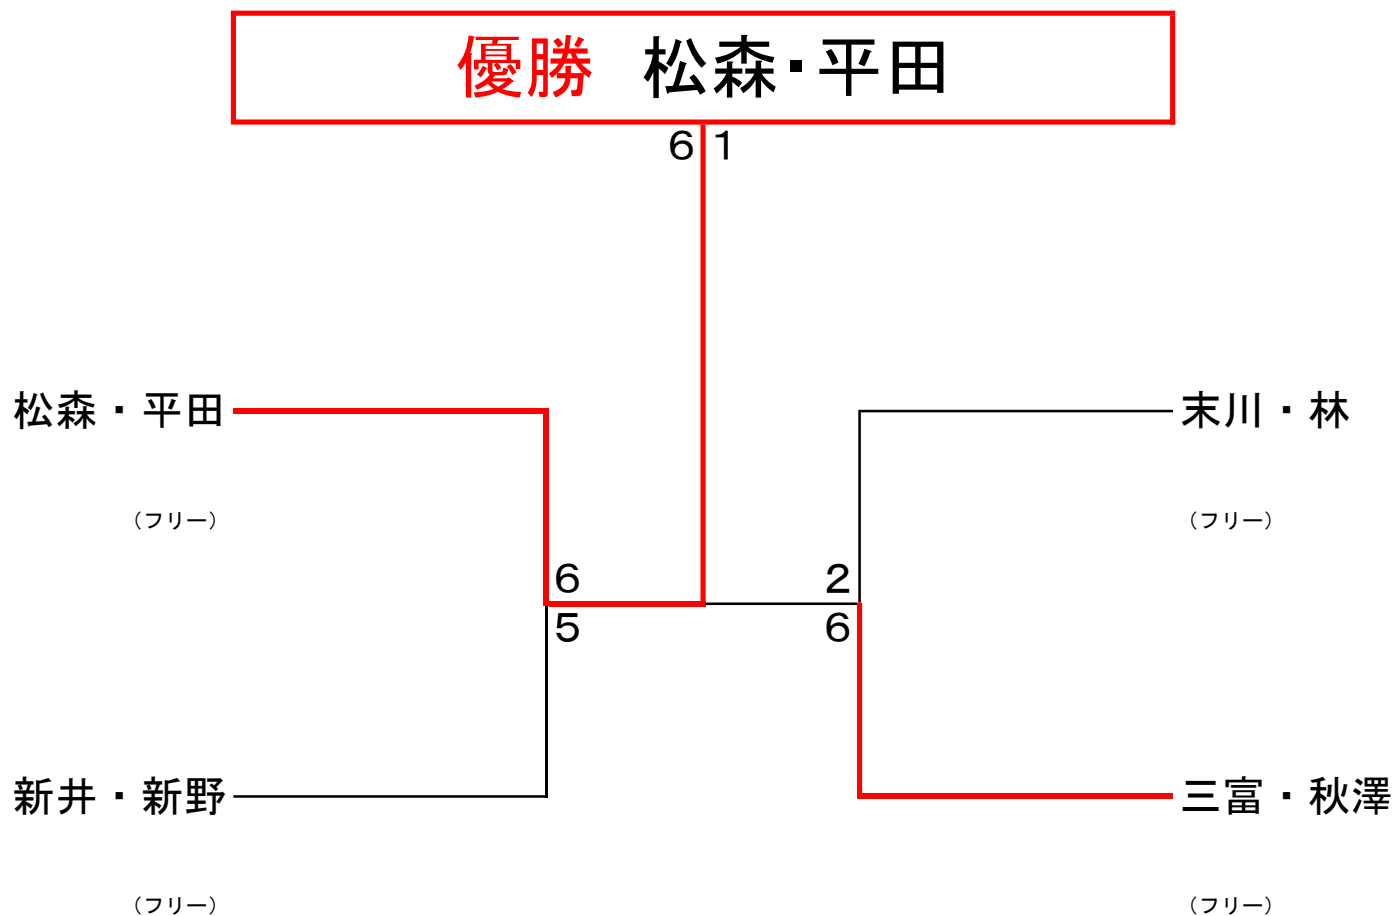 優勝　松森・平田
6 1
松森・平田
末川・林
（フリー）
（フリー）
6
2
5
6
新井・新野
三富・秋澤
（フリー）
（フリー）